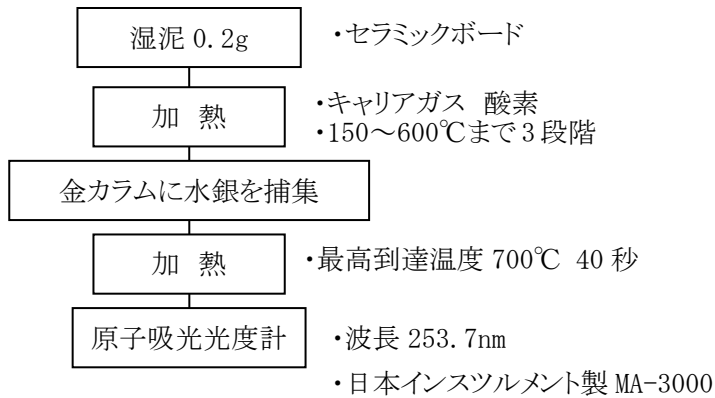 湿泥 0.2g
・セラミックボード
加 熱
・キャリアガス 酸素
・150～600℃まで3段階
金カラムに水銀を捕集
加 熱
・最高到達温度 700℃ 40 秒
原子吸光光度計
・波長 253.7nm
・日本インスツルメント製 MA-3000